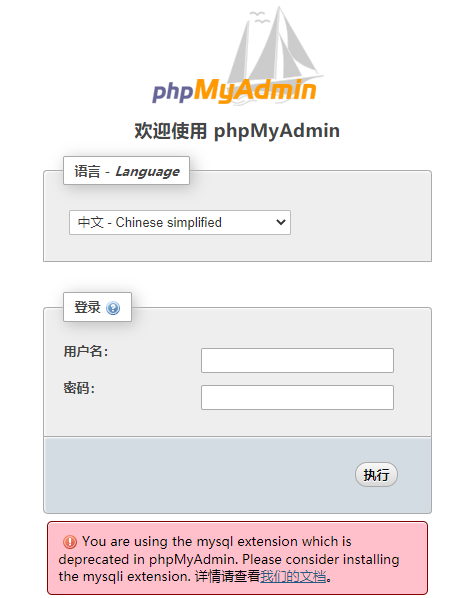 phpMyAdmin
欢迎使用 phpMyAdmin
语言 - Language
中文 - Chinese simplified
登录
用户名：
密码：
执行
You are using the mysql extension which is
deprecated in phpMyAdmin. Please consider installing
the mysqli extension. 详情请查看我们的文档。